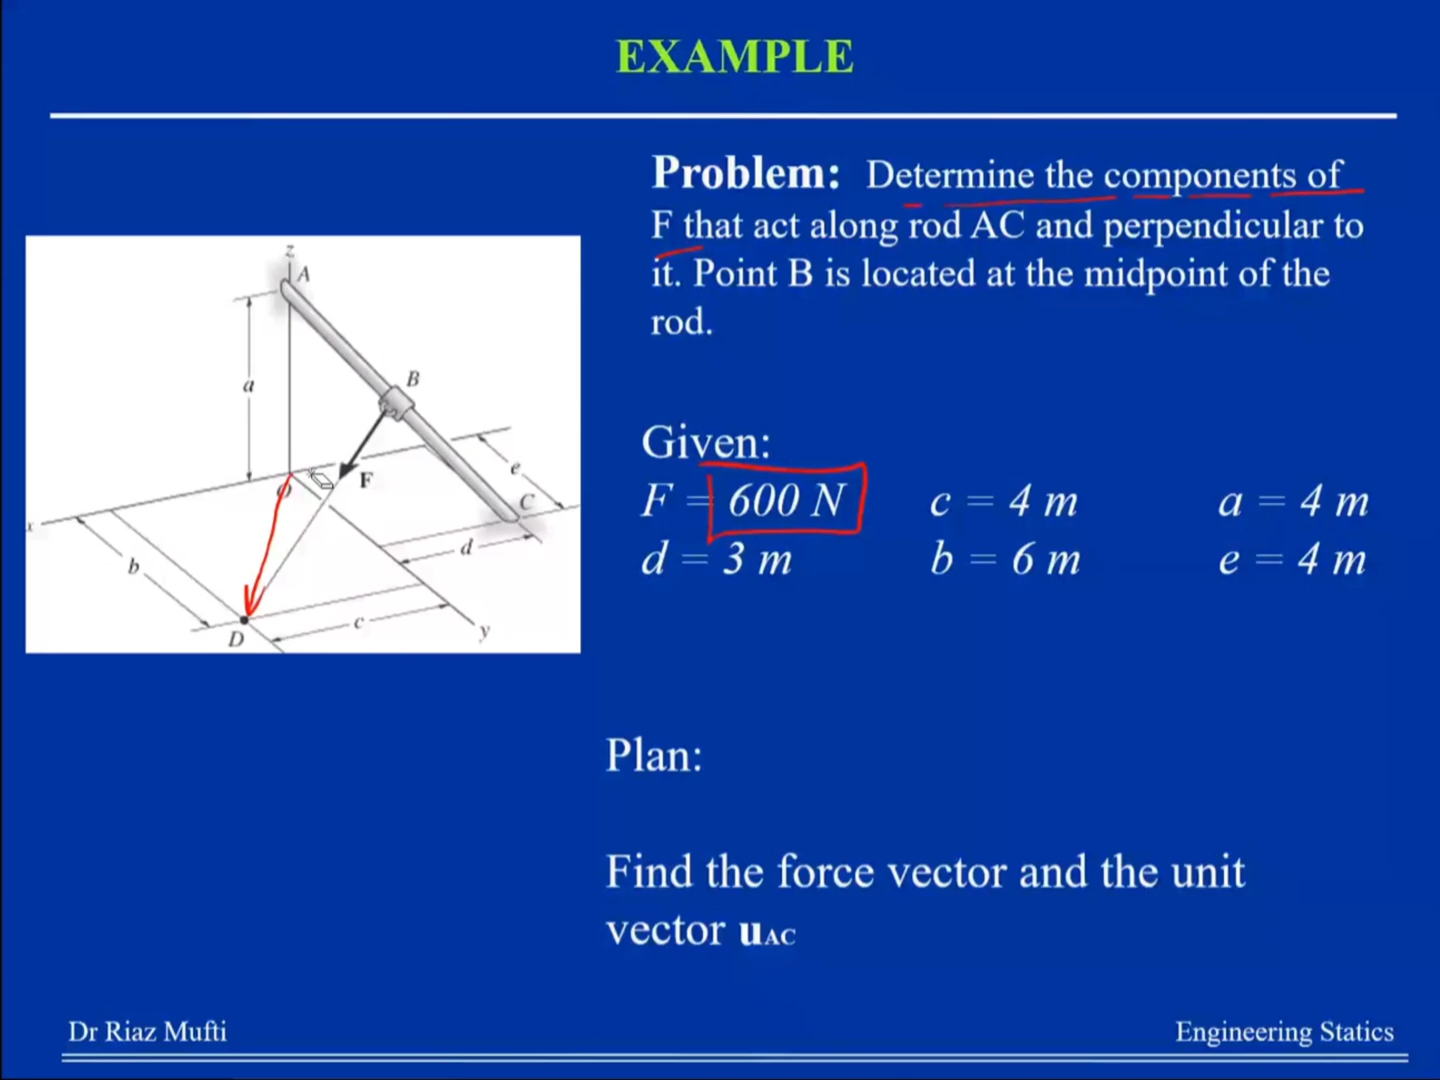 EXAMPLE
Problem: Determine the components of
F that act along rod AC and perpendicular to
it. Point B is located at the midpoint of the
rod.
z
A
a
B
O
F
e
C
x
b
d
c
D
y
Given:
F = 600 N c = 4 m a = 4 m
d = 3 m b = 6 m e = 4 m
Plan:
Find the force vector and the unit
vector uAC
Dr Riaz Mufti Engineering Statics